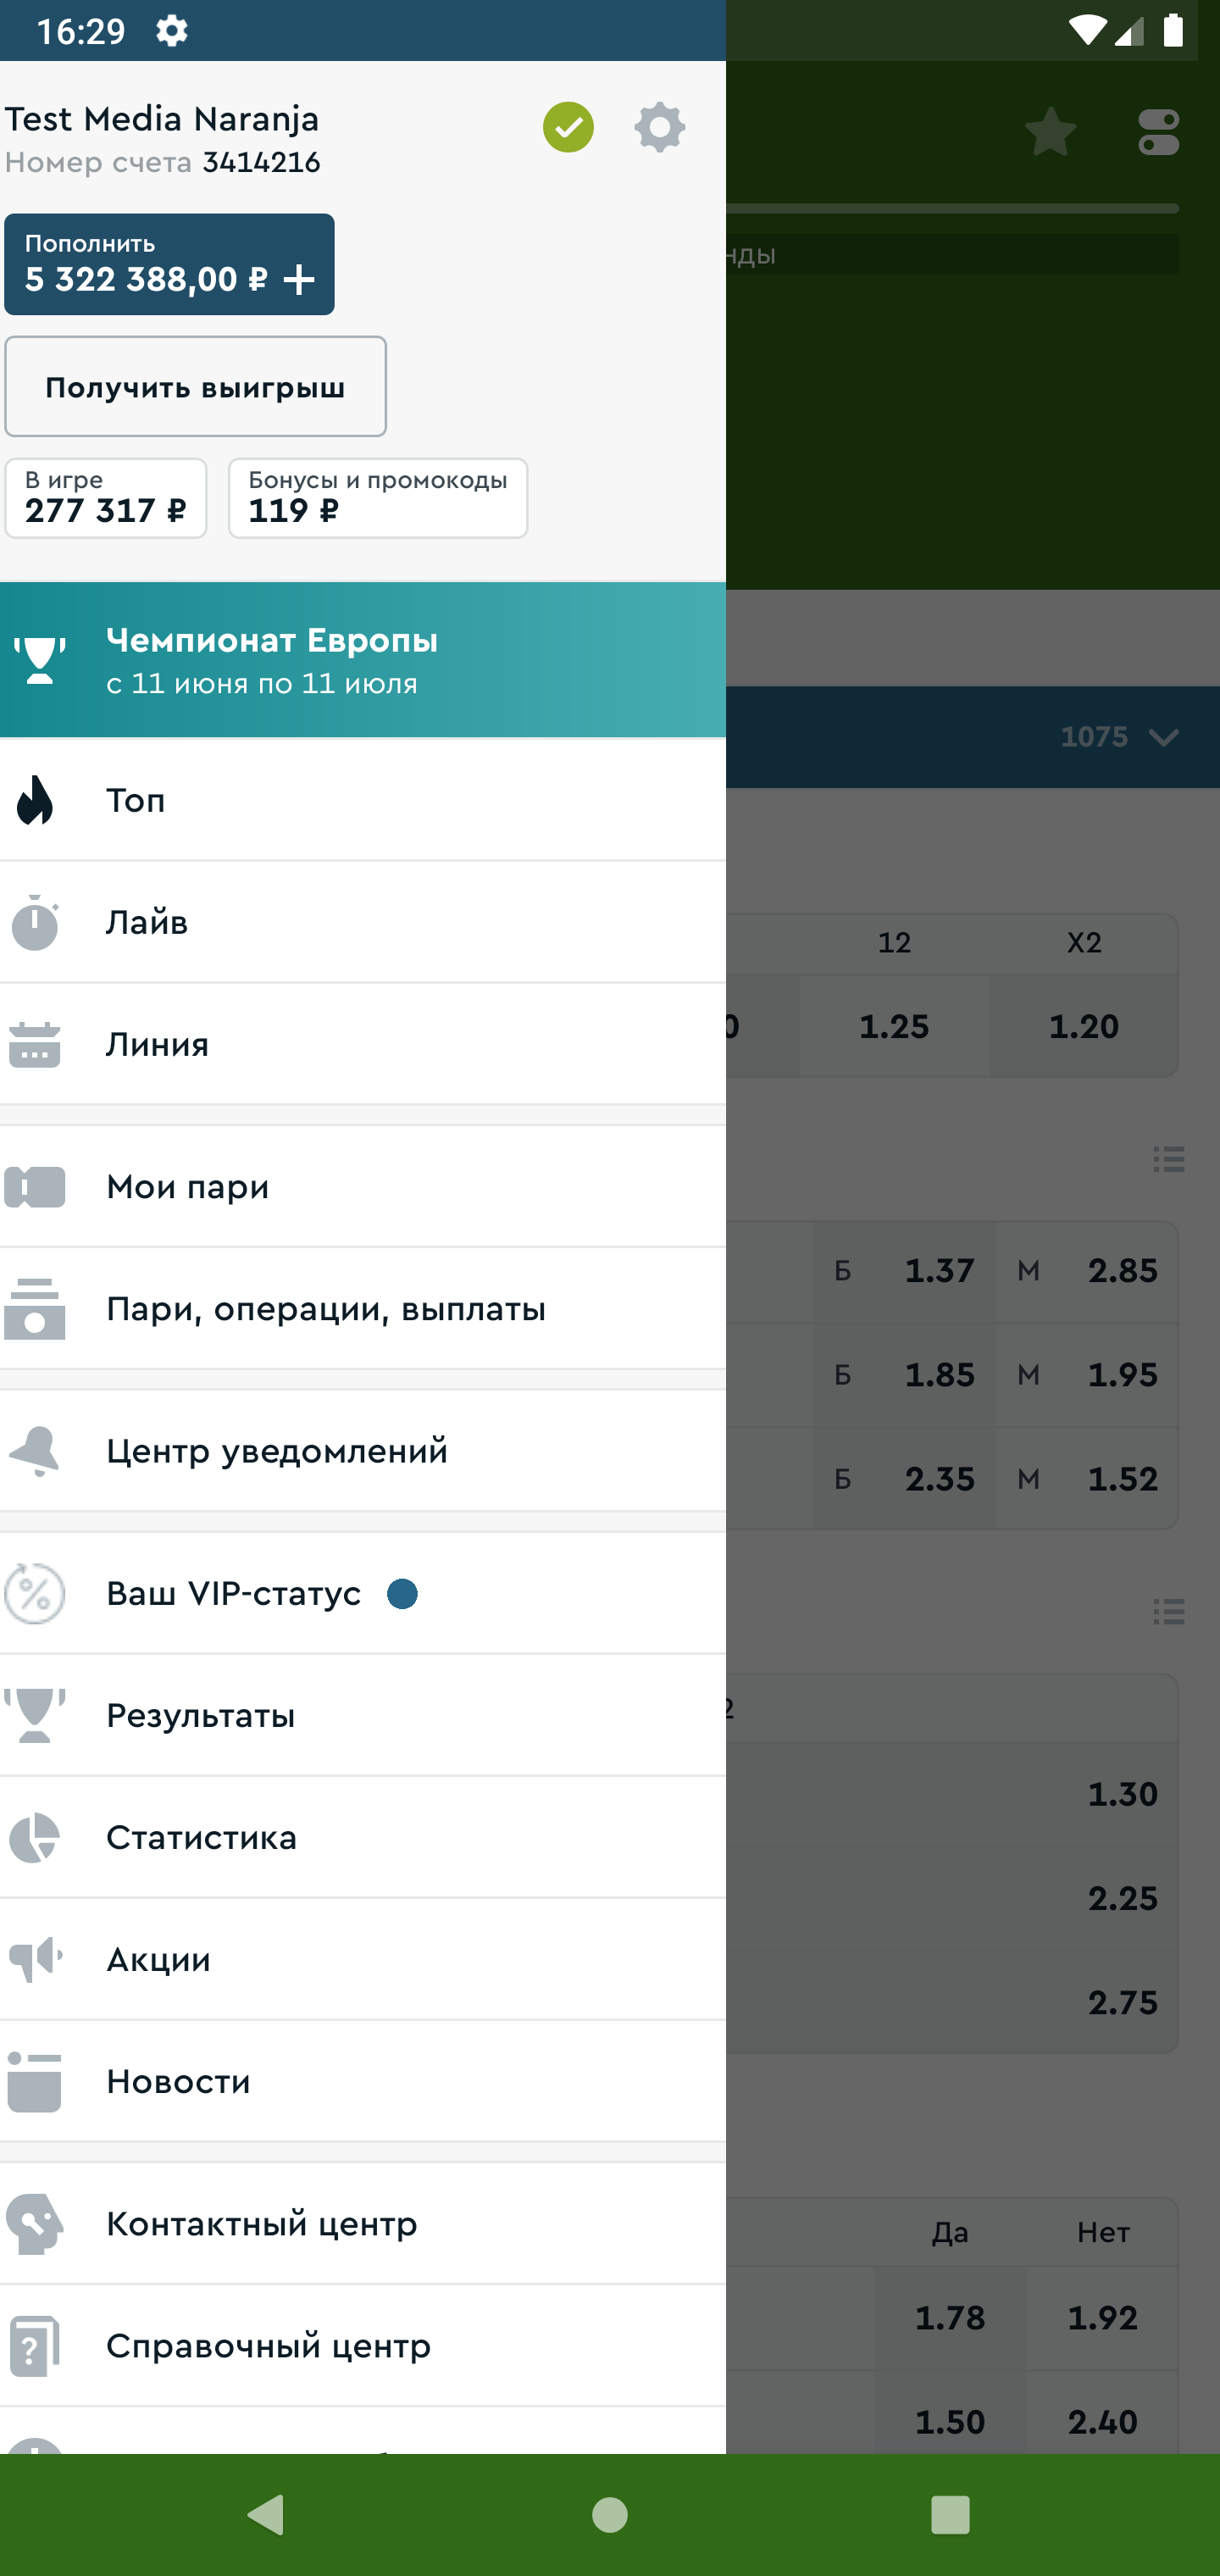 16:29
Test Media Naranja
Номер счета 3414216
Пополнить
5 322 388,00 ₽
Получить выигрыш
В игре
277 317 ₽
Бонусы и промокоды
119 ₽
Чемпионат Европы
с 11 июня по 11 июля
Топ
Лайв
Линия
Мои пари
Пари, операции, выплаты
Центр уведомлений
Ваш VIP-статус
Результаты
Статистика
Акции
Новости
Контактный центр
Справочный центр
1075
12 X2
1.25 1.20
Б 1.37 М 2.85
Б 1.85 М 1.95
Б 2.35 М 1.52
1.30
2.25
2.75
Да Нет
1.78 1.92
1.50 2.40